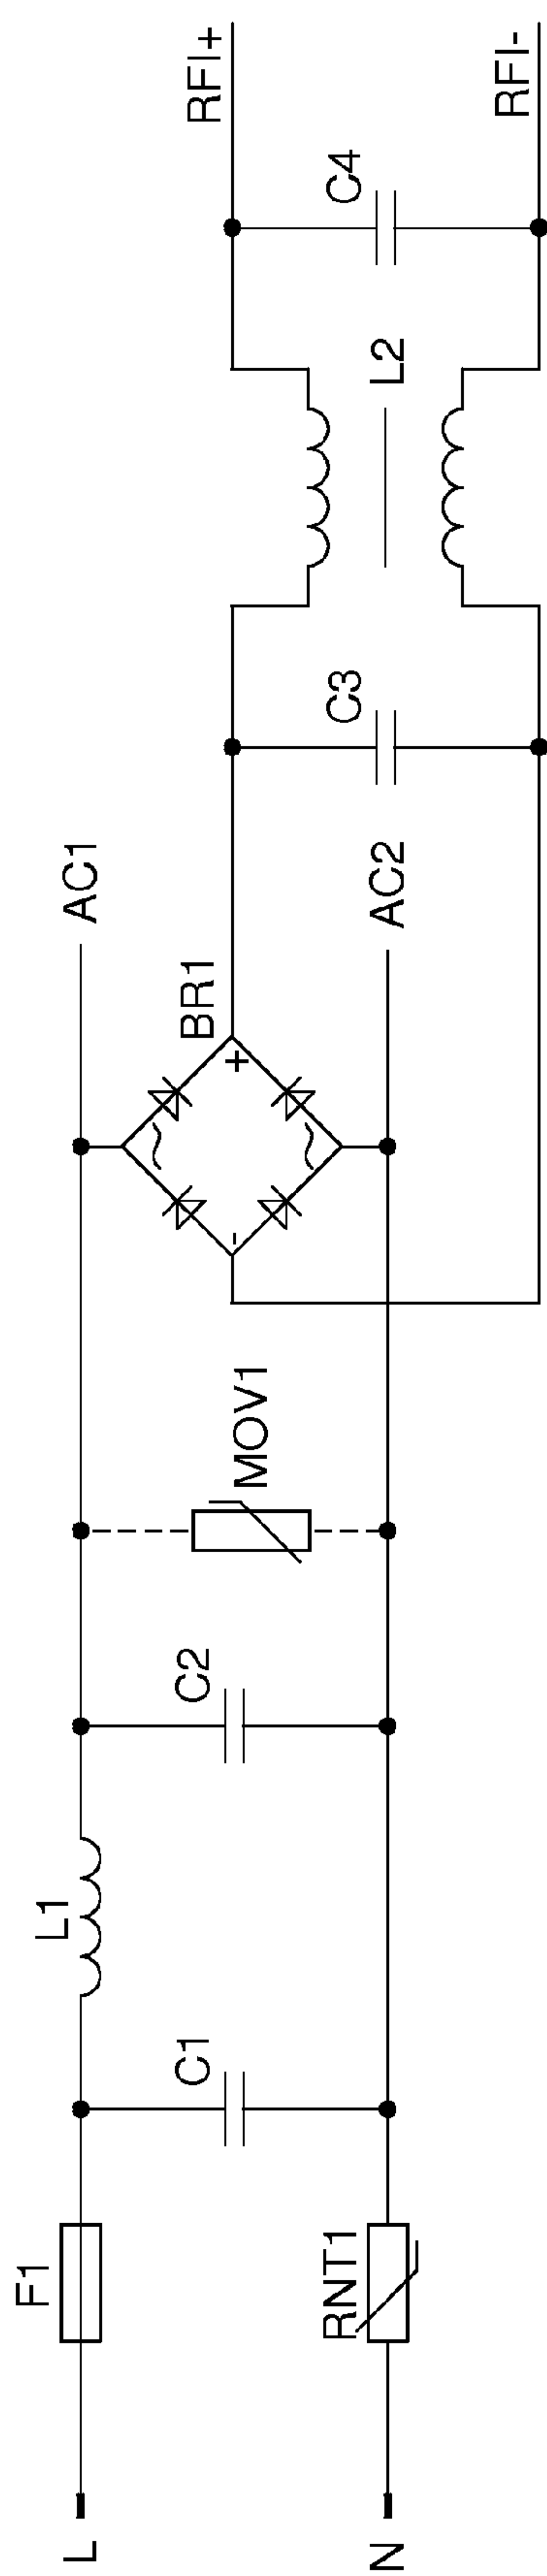 L
N
F1
RNT1
C1
L1
C2
MOV1
BR1
~
~
-
+
AC1
AC2
C3
L2
C4
RFI+
RFI-